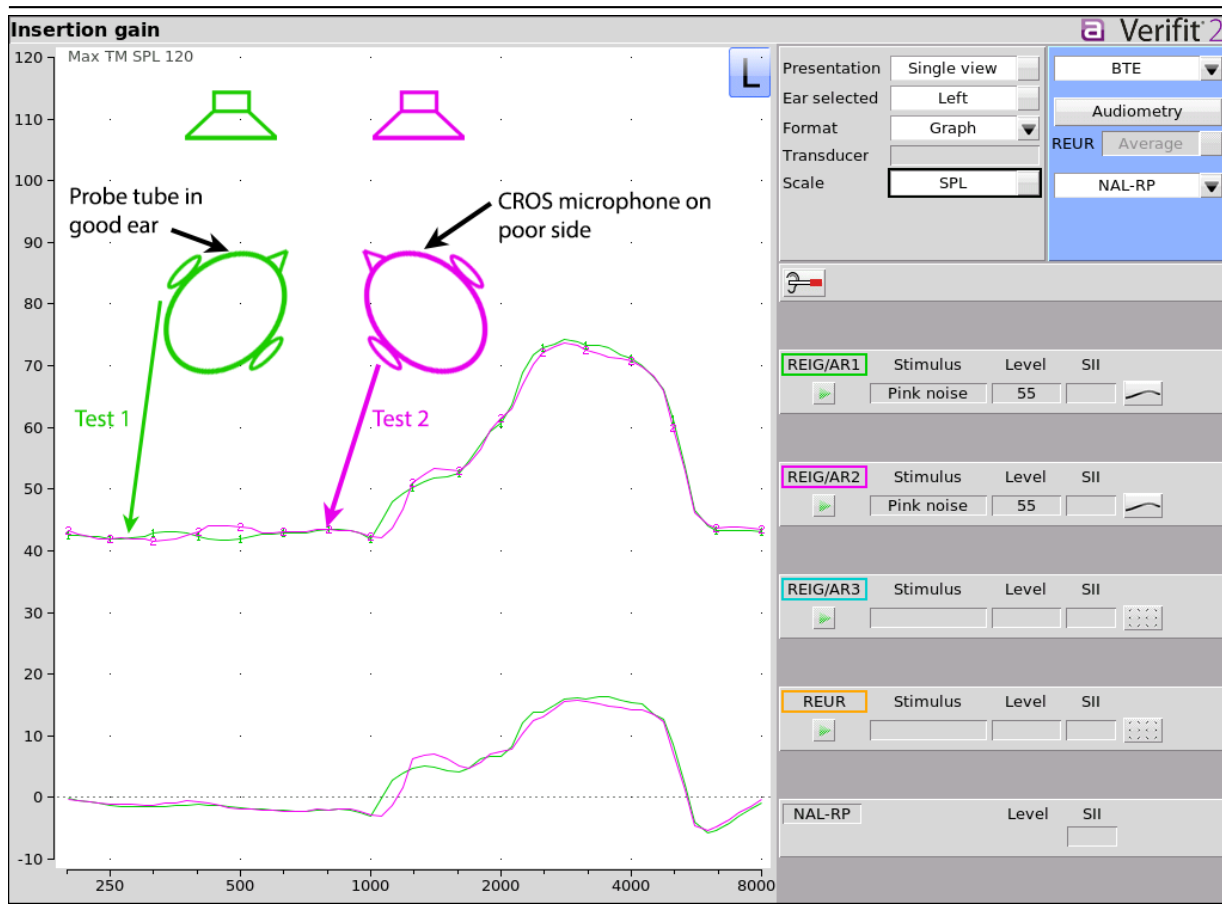 Insertion gain
a Verifit 2
Max TM SPL 120
120
110
100
90
80
70
60
50
40
30
20
10
0
-10
250
500
1000
2000
4000
8000
L
Probe tube in
good ear
CROS microphone on
poor side
Test 1
Test 2
Presentation Single view
Ear selected Left
Format Graph
Transducer
Scale SPL
BTE
Audiometry
REUR Average
NAL-RP
REIG/AR1 Stimulus Level SII
Pink noise 55
REIG/AR2 Stimulus Level SII
Pink noise 55
REIG/AR3 Stimulus Level SII
REUR Stimulus Level SII
NAL-RP Level SII